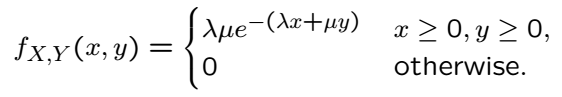 f_{X,Y}(x, y) = { λμe^{−(λx+μy)}   x ≥ 0, y ≥ 0,
0   otherwise.